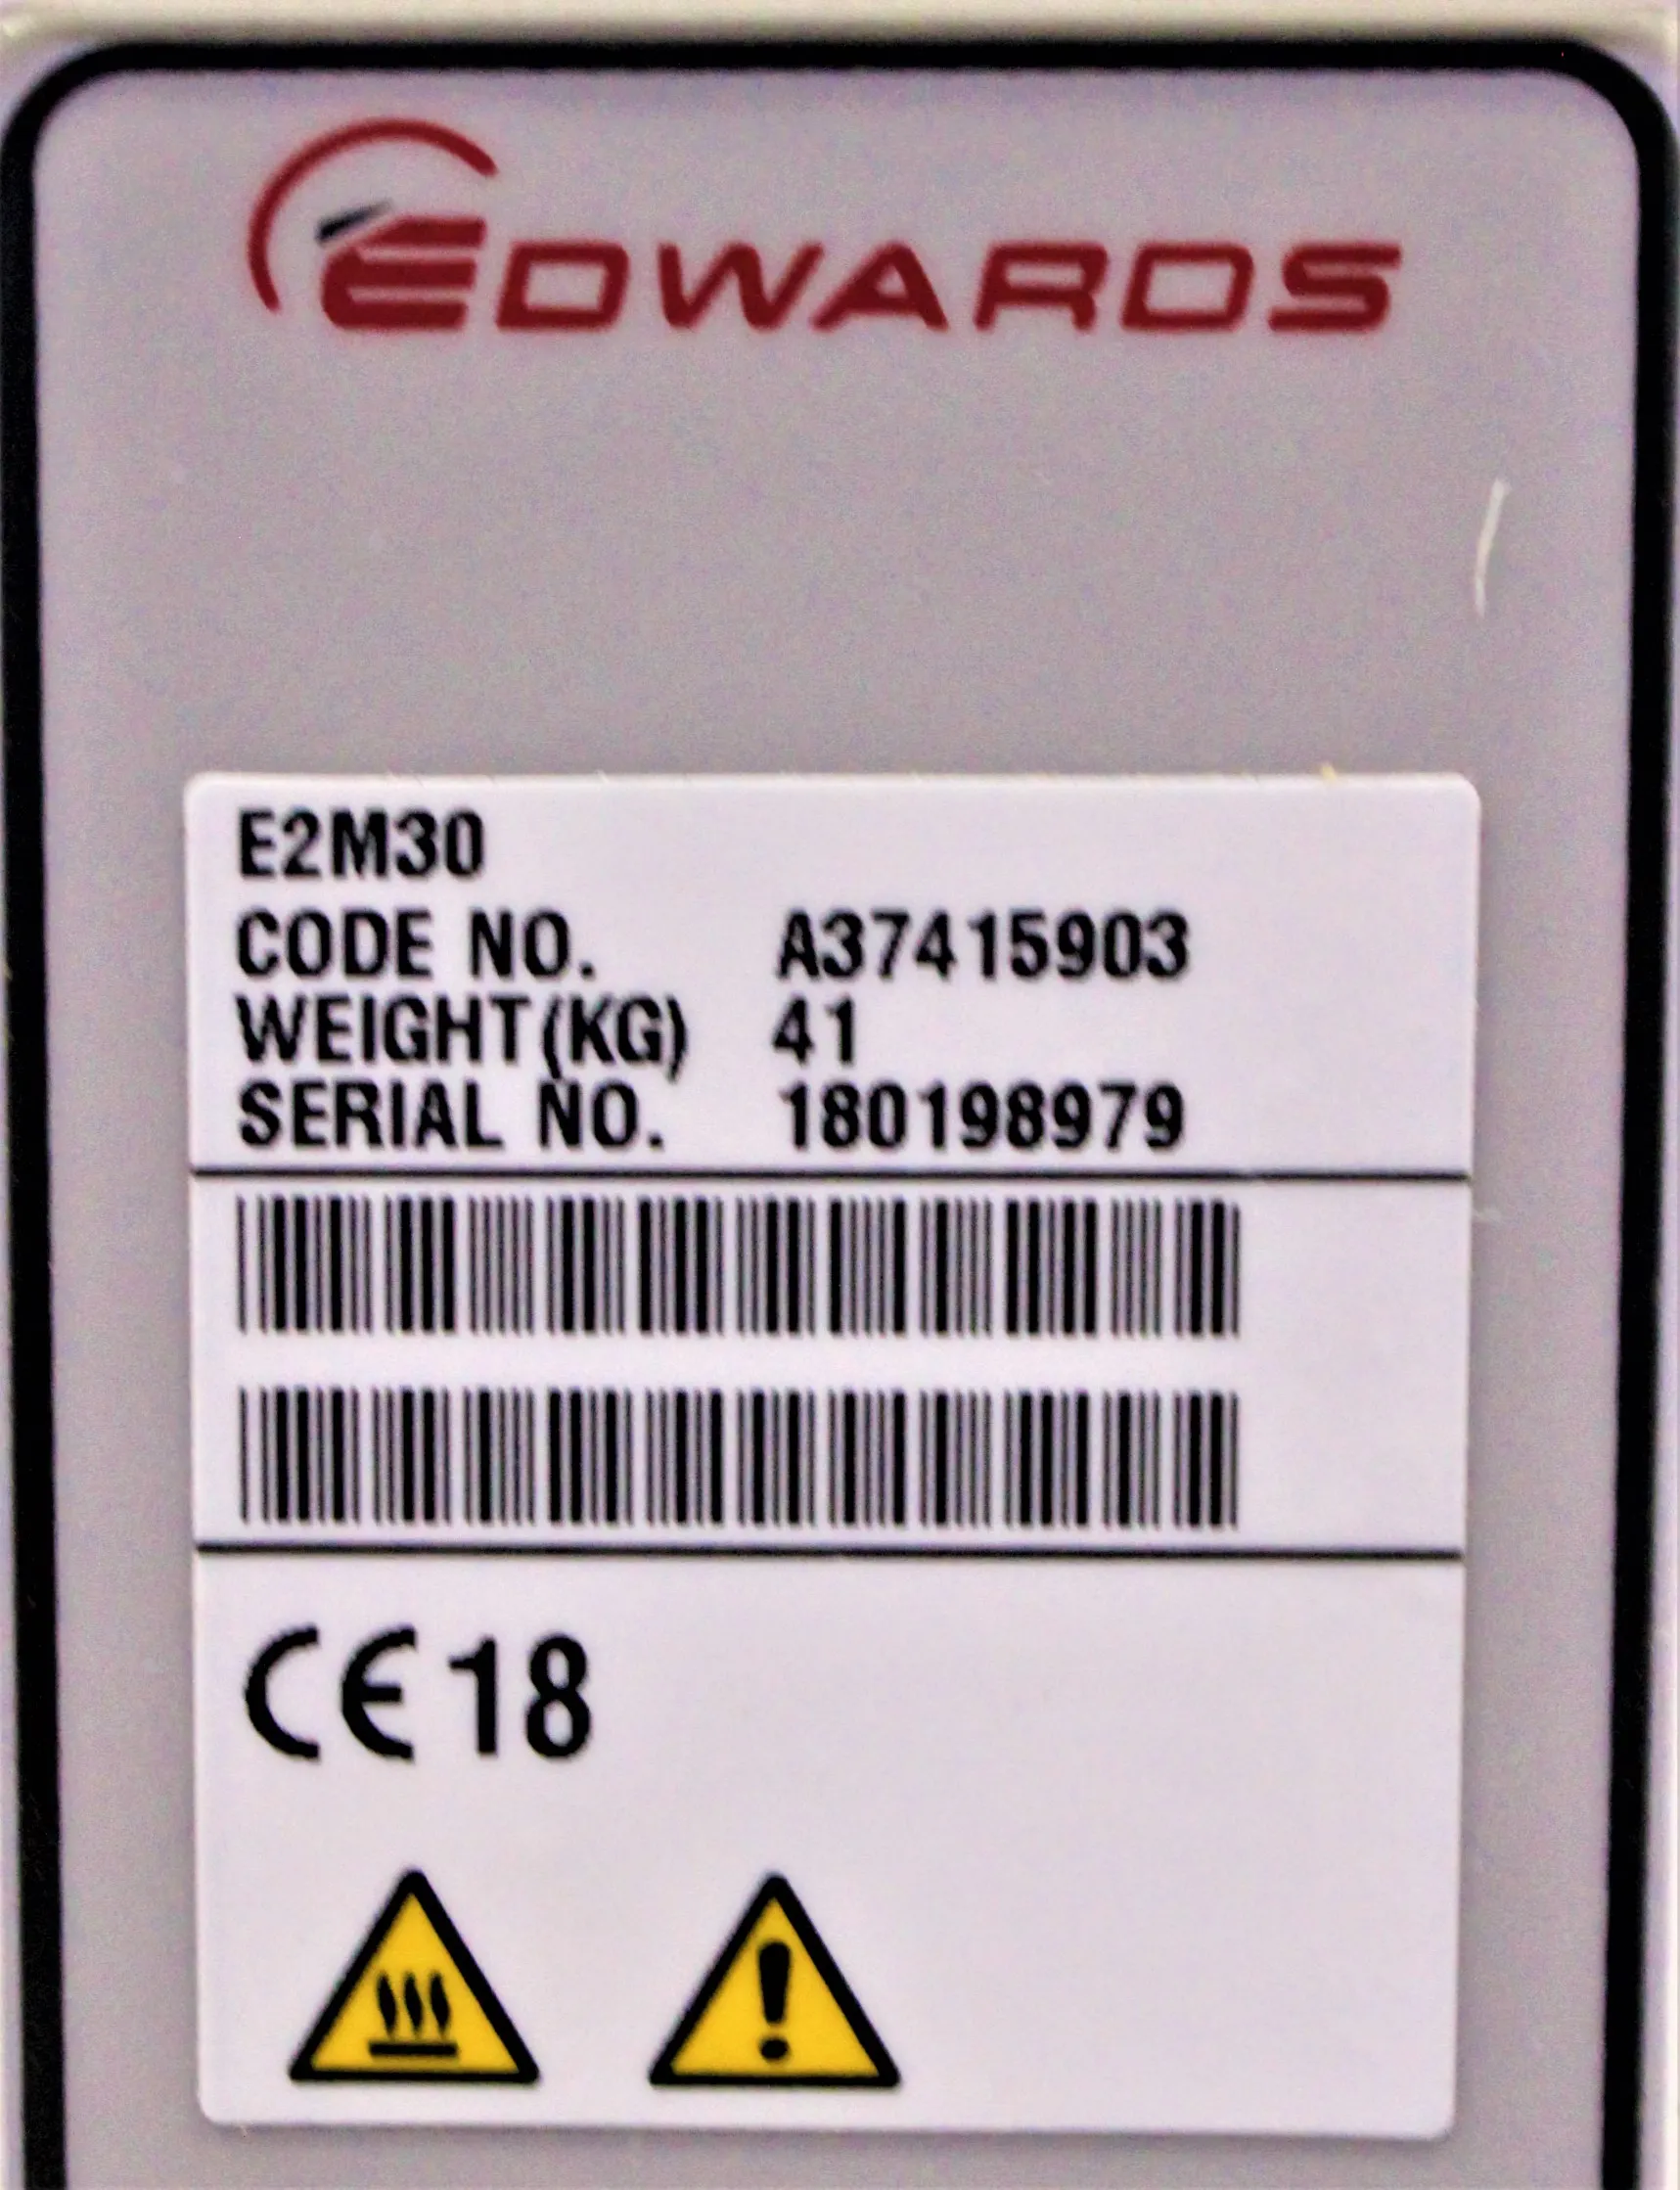 EDWARDS
E2M30
CODE NO. A37415903
WEIGHT(KG) 41
SERIAL NO. 180198979
CE 18